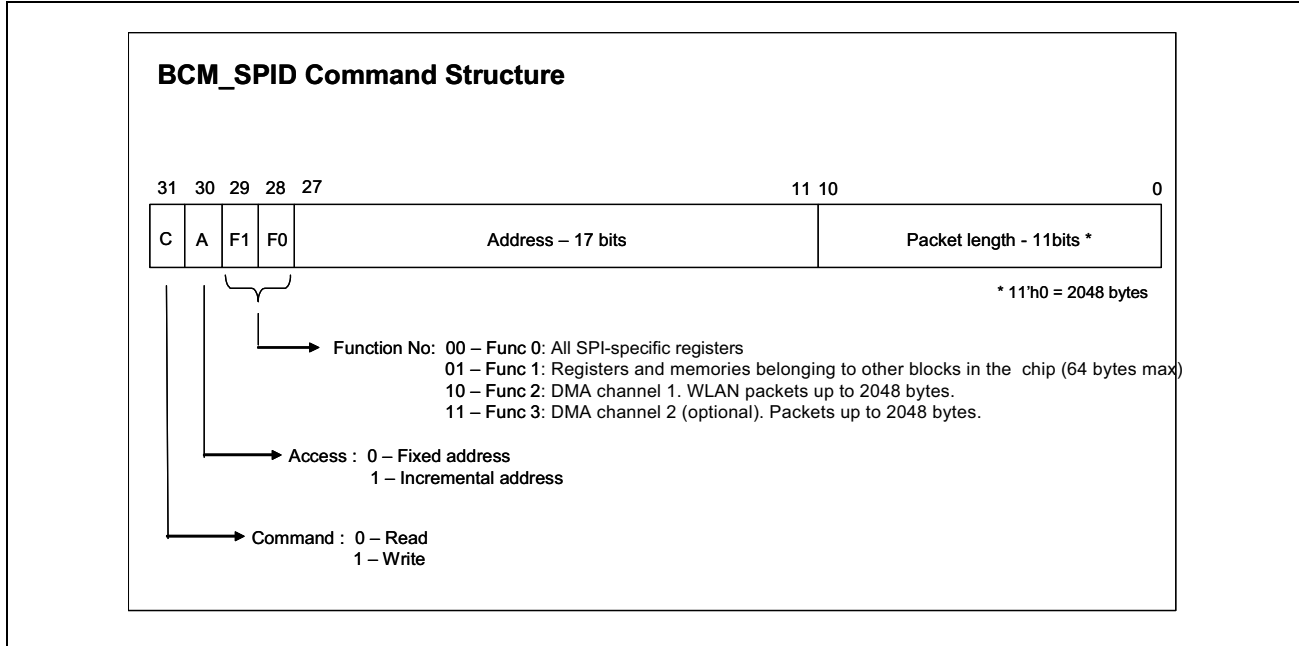 BCM_SPID Command Structure
31 30 29 28 27 11 10 0
C A F1 F0 Address – 17 bits Packet length - 11bits *
* 11'h0 = 2048 bytes
Function No: 00 – Func 0: All SPI-specific registers
01 – Func 1: Registers and memories belonging to other blocks in the chip (64 bytes max)
10 – Func 2: DMA channel 1. WLAN packets up to 2048 bytes.
11 – Func 3: DMA channel 2 (optional). Packets up to 2048 bytes.
Access : 0 – Fixed address
1 – Incremental address
Command : 0 – Read
1 – Write